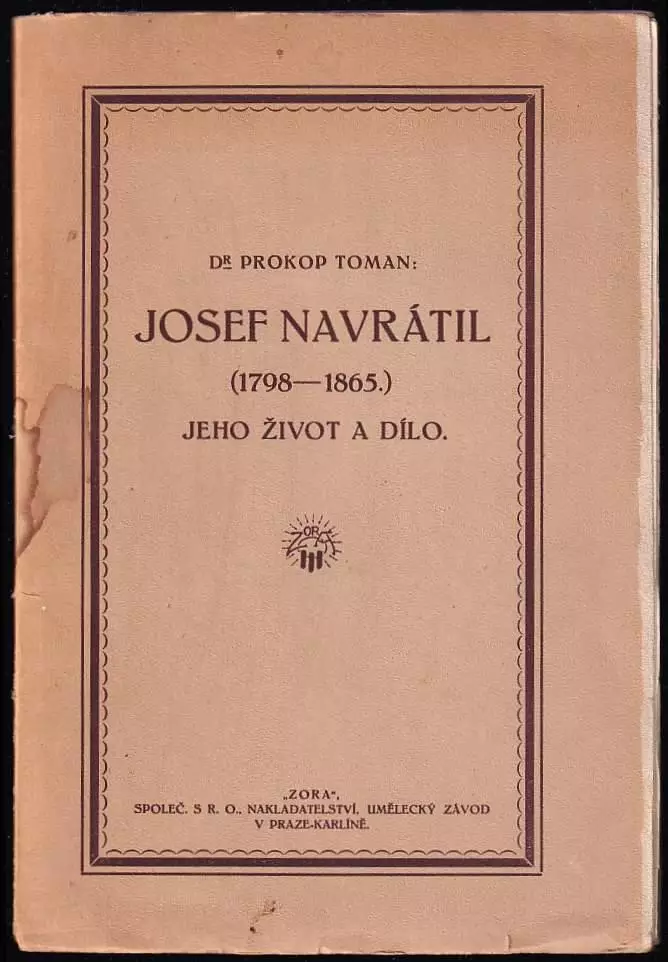 Dr PROKOP TOMAN:
JOSEF NAVRÁTIL
(1798—1865.)
JEHO ŽIVOT A DÍLO.
ZORA
„ZORA“,
SPOLEČ. S R. O., NAKLADATELSTVÍ, UMĚLECKÝ ZÁVOD
V PRAZE-KARLÍNĚ.